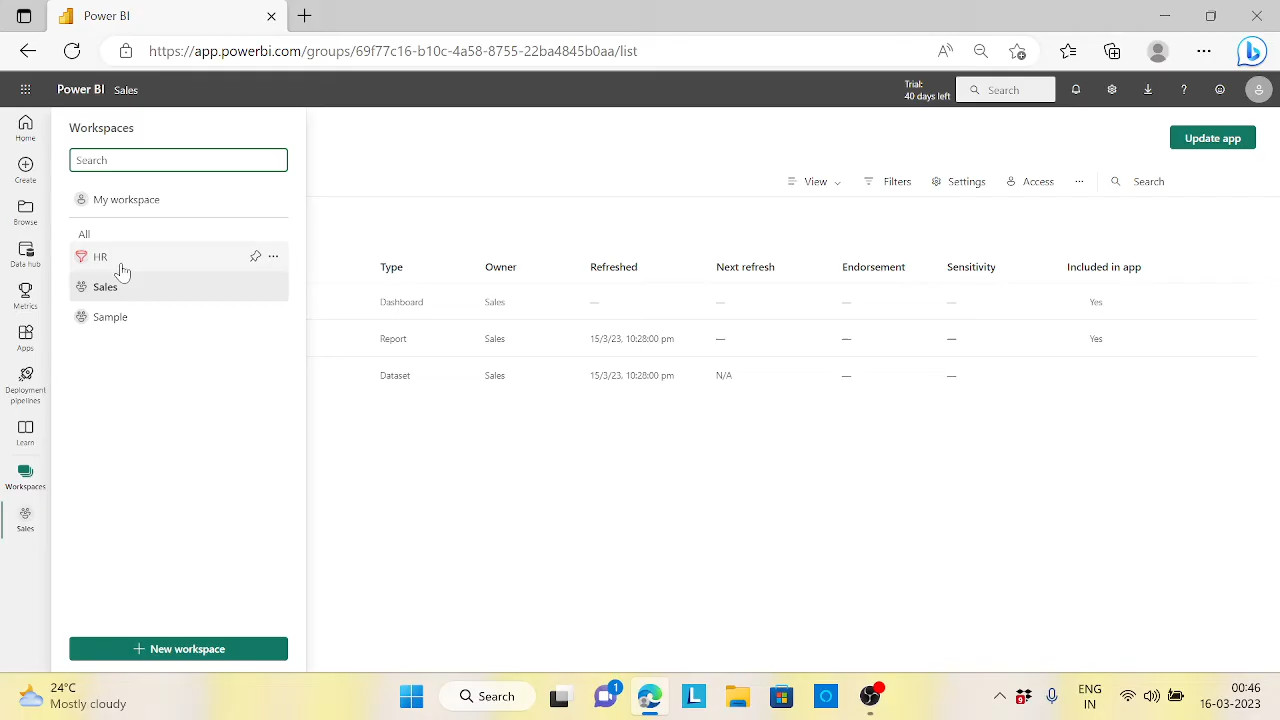 Power BI
https://app.powerbi.com/groups/69f77c16-b10c-4a58-8755-22ba4845b0aa/list
Power BI Sales
Trial:
40 days left
Search
Home
Create
Browse
Data hub
Metrics
Apps
Deployment
pipelines
Learn
Workspaces
Sales
Workspaces
Search
My workspace
All
HR
Sales
Sample
+ New workspace
Update app
View Filters Settings Access ... Search
Type Owner Refreshed Next refresh Endorsement Sensitivity Included in app
Dashboard Sales — — — — Yes
Report Sales 15/3/23, 10:28:00 pm — — — Yes
Dataset Sales 15/3/23, 10:28:00 pm N/A — —
24°C
Mostly cloudy
Search
1
L
9
ENG
IN
00:46
16-03-2023